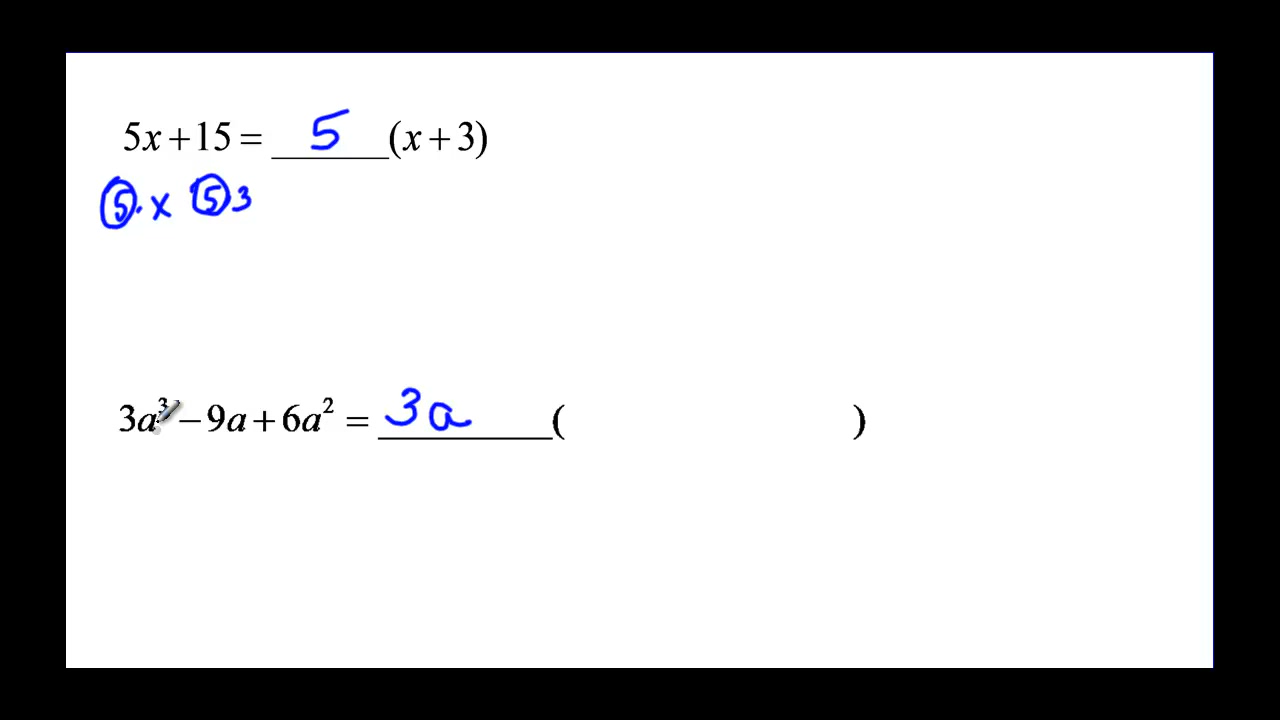 5x + 15 = 5 (x + 3)
5 · x 5 3
3a³ − 9a + 6a² = 3a ( )